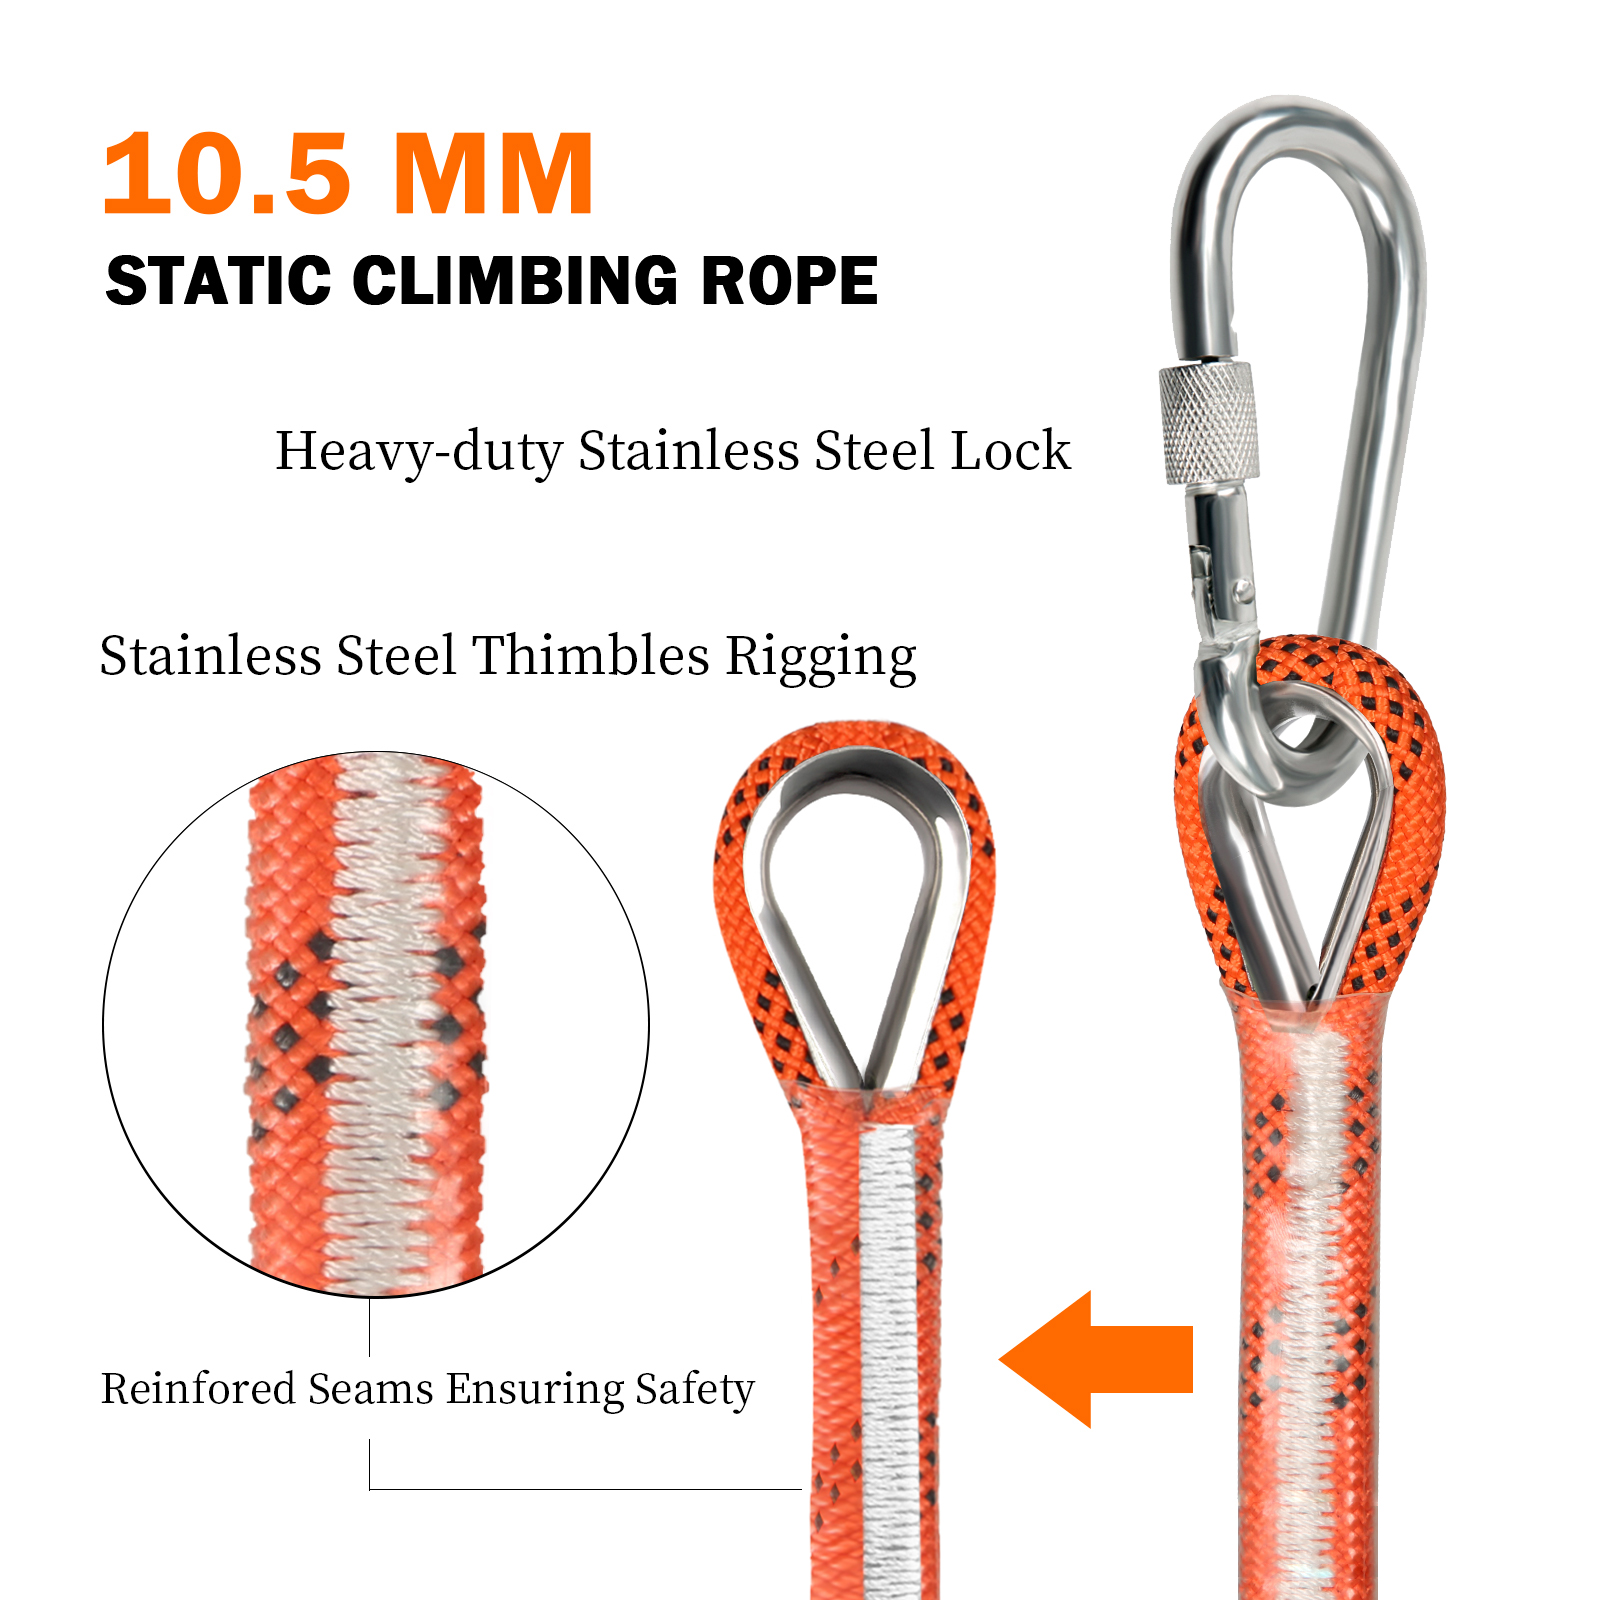 10.5 MM
STATIC CLIMBING ROPE
Heavy-duty Stainless Steel Lock
Stainless Steel Thimbles Rigging
Reinfored Seams Ensuring Safety